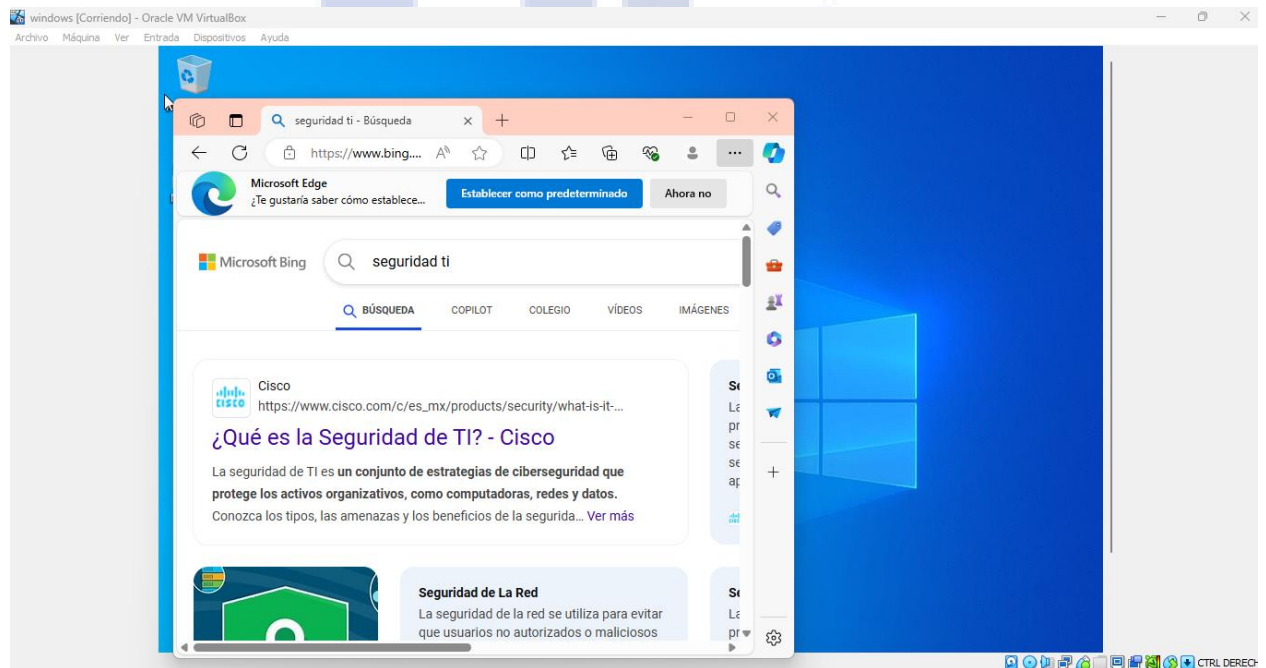 windows [Corriendo] - Oracle VM VirtualBox
Archivo Máquina Ver Entrada Dispositivos Ayuda
seguridad ti - Búsqueda
https://www.bing....
Microsoft Edge
¿Te gustaría saber cómo establece...
Establecer como predeterminado
Ahora no
Microsoft Bing
seguridad ti
BÚSQUEDA COPILOT COLEGIO VÍDEOS IMÁGENES
CISCO
Cisco
https://www.cisco.com/c/es_mx/products/security/what-is-it-...
¿Qué es la Seguridad de TI? - Cisco
La seguridad de TI es un conjunto de estrategias de ciberseguridad que
protege los activos organizativos, como computadoras, redes y datos.
Conozca los tipos, las amenazas y los beneficios de la segurida... Ver más
Seguridad de La Red
La seguridad de la red se utiliza para evitar
que usuarios no autorizados o maliciosos
CTRL DERECH